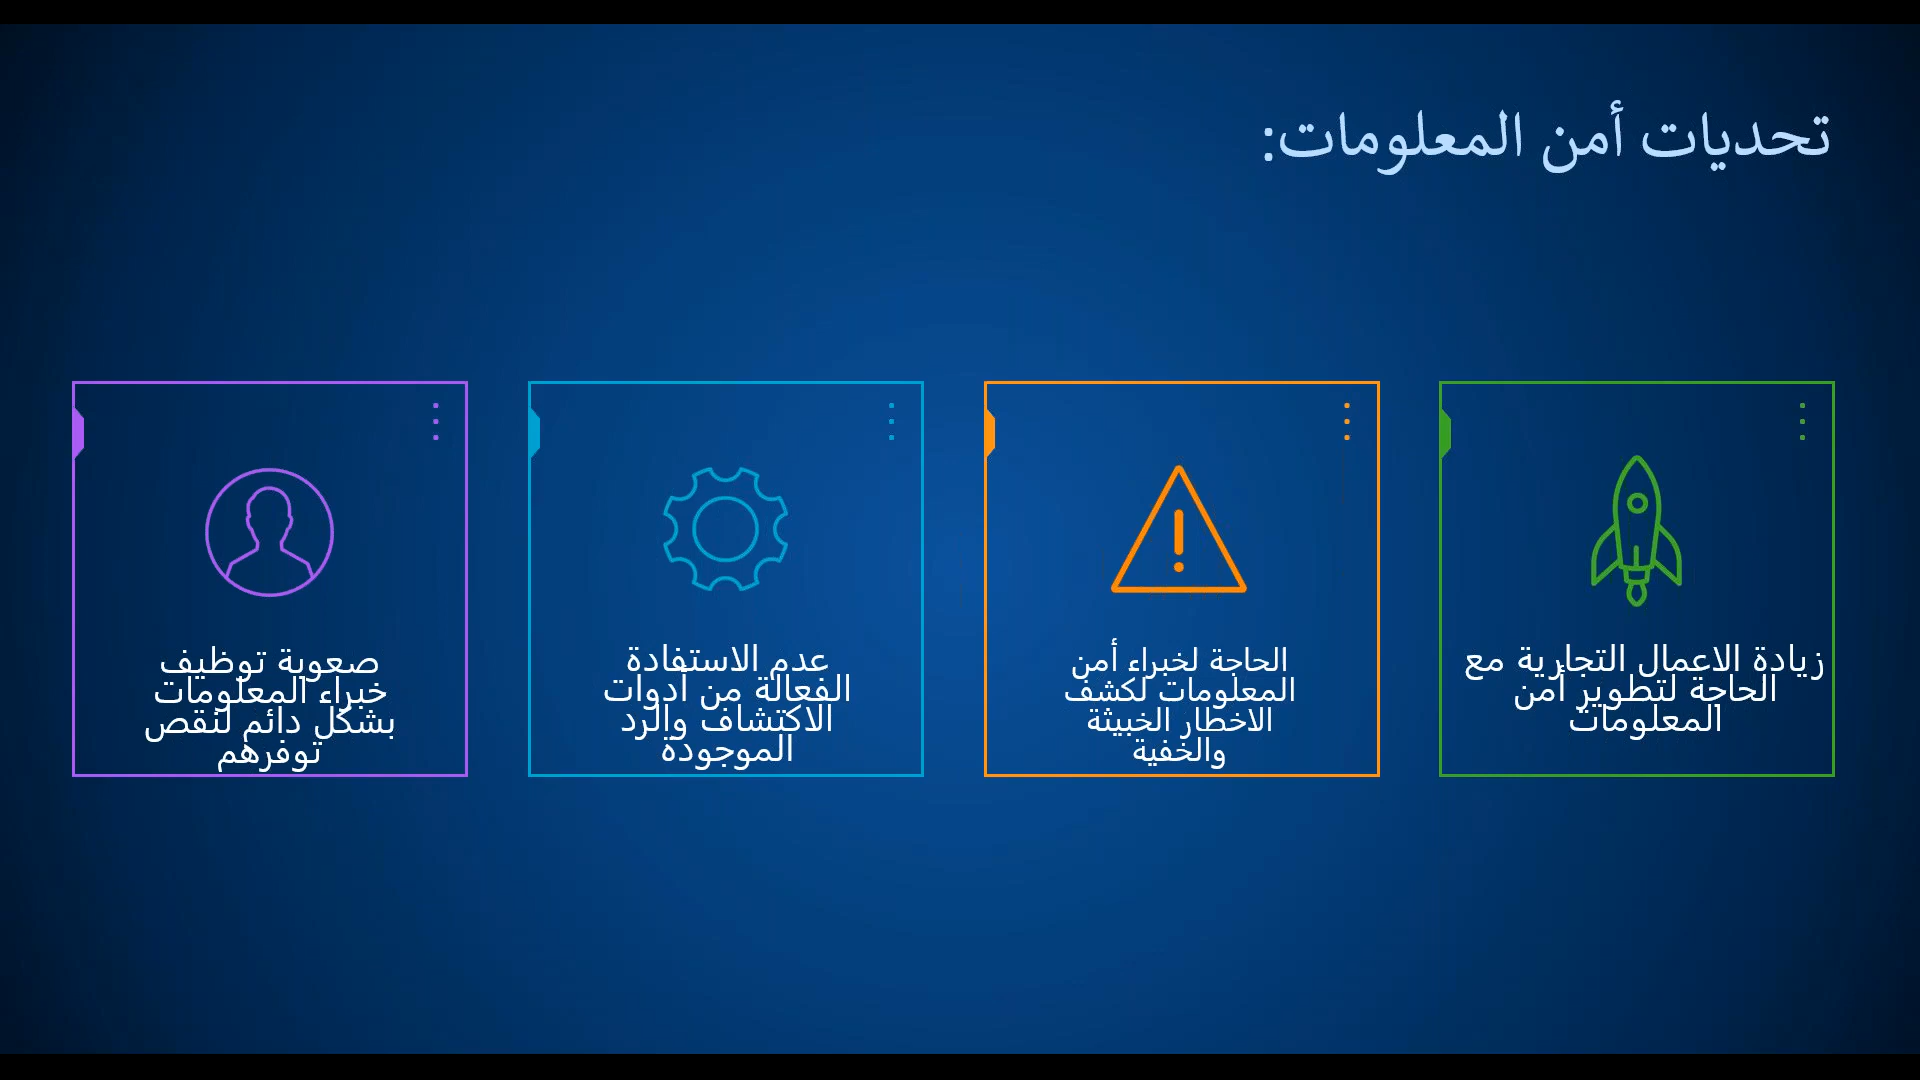 تحديات أمن المعلومات:
زيادة الاعمال التجارية مع
الحاجة لتطوير أمن
المعلومات
الحاجة لخبراء أمن
المعلومات لكشف
الاخطار الخبيثة
والخفية
عدم الاستفادة
الفعالة من أدوات
الاكتشاف والرد
الموجودة
صعوبة توظيف
خبراء المعلومات
بشكل دائم لنقص
توفرهم